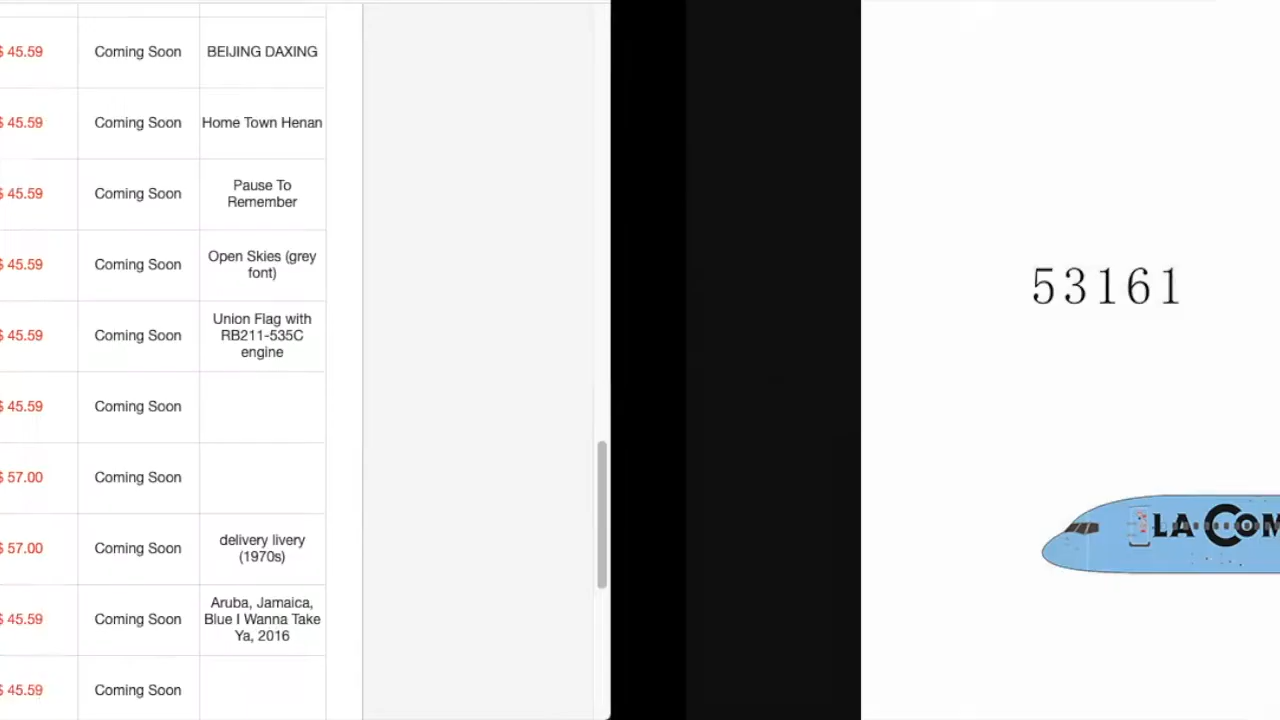 $ 45.59 Coming Soon BEIJING DAXING
$ 45.59 Coming Soon Home Town Henan
$ 45.59 Coming Soon Pause To
Remember
$ 45.59 Coming Soon Open Skies (grey
font)
$ 45.59 Coming Soon Union Flag with
RB211-535C
engine
$ 45.59 Coming Soon
$ 57.00 Coming Soon
$ 57.00 Coming Soon delivery livery
(1970s)
$ 45.59 Coming Soon Aruba, Jamaica,
Blue I Wanna Take
Ya, 2016
$ 45.59 Coming Soon
53161
LA COM